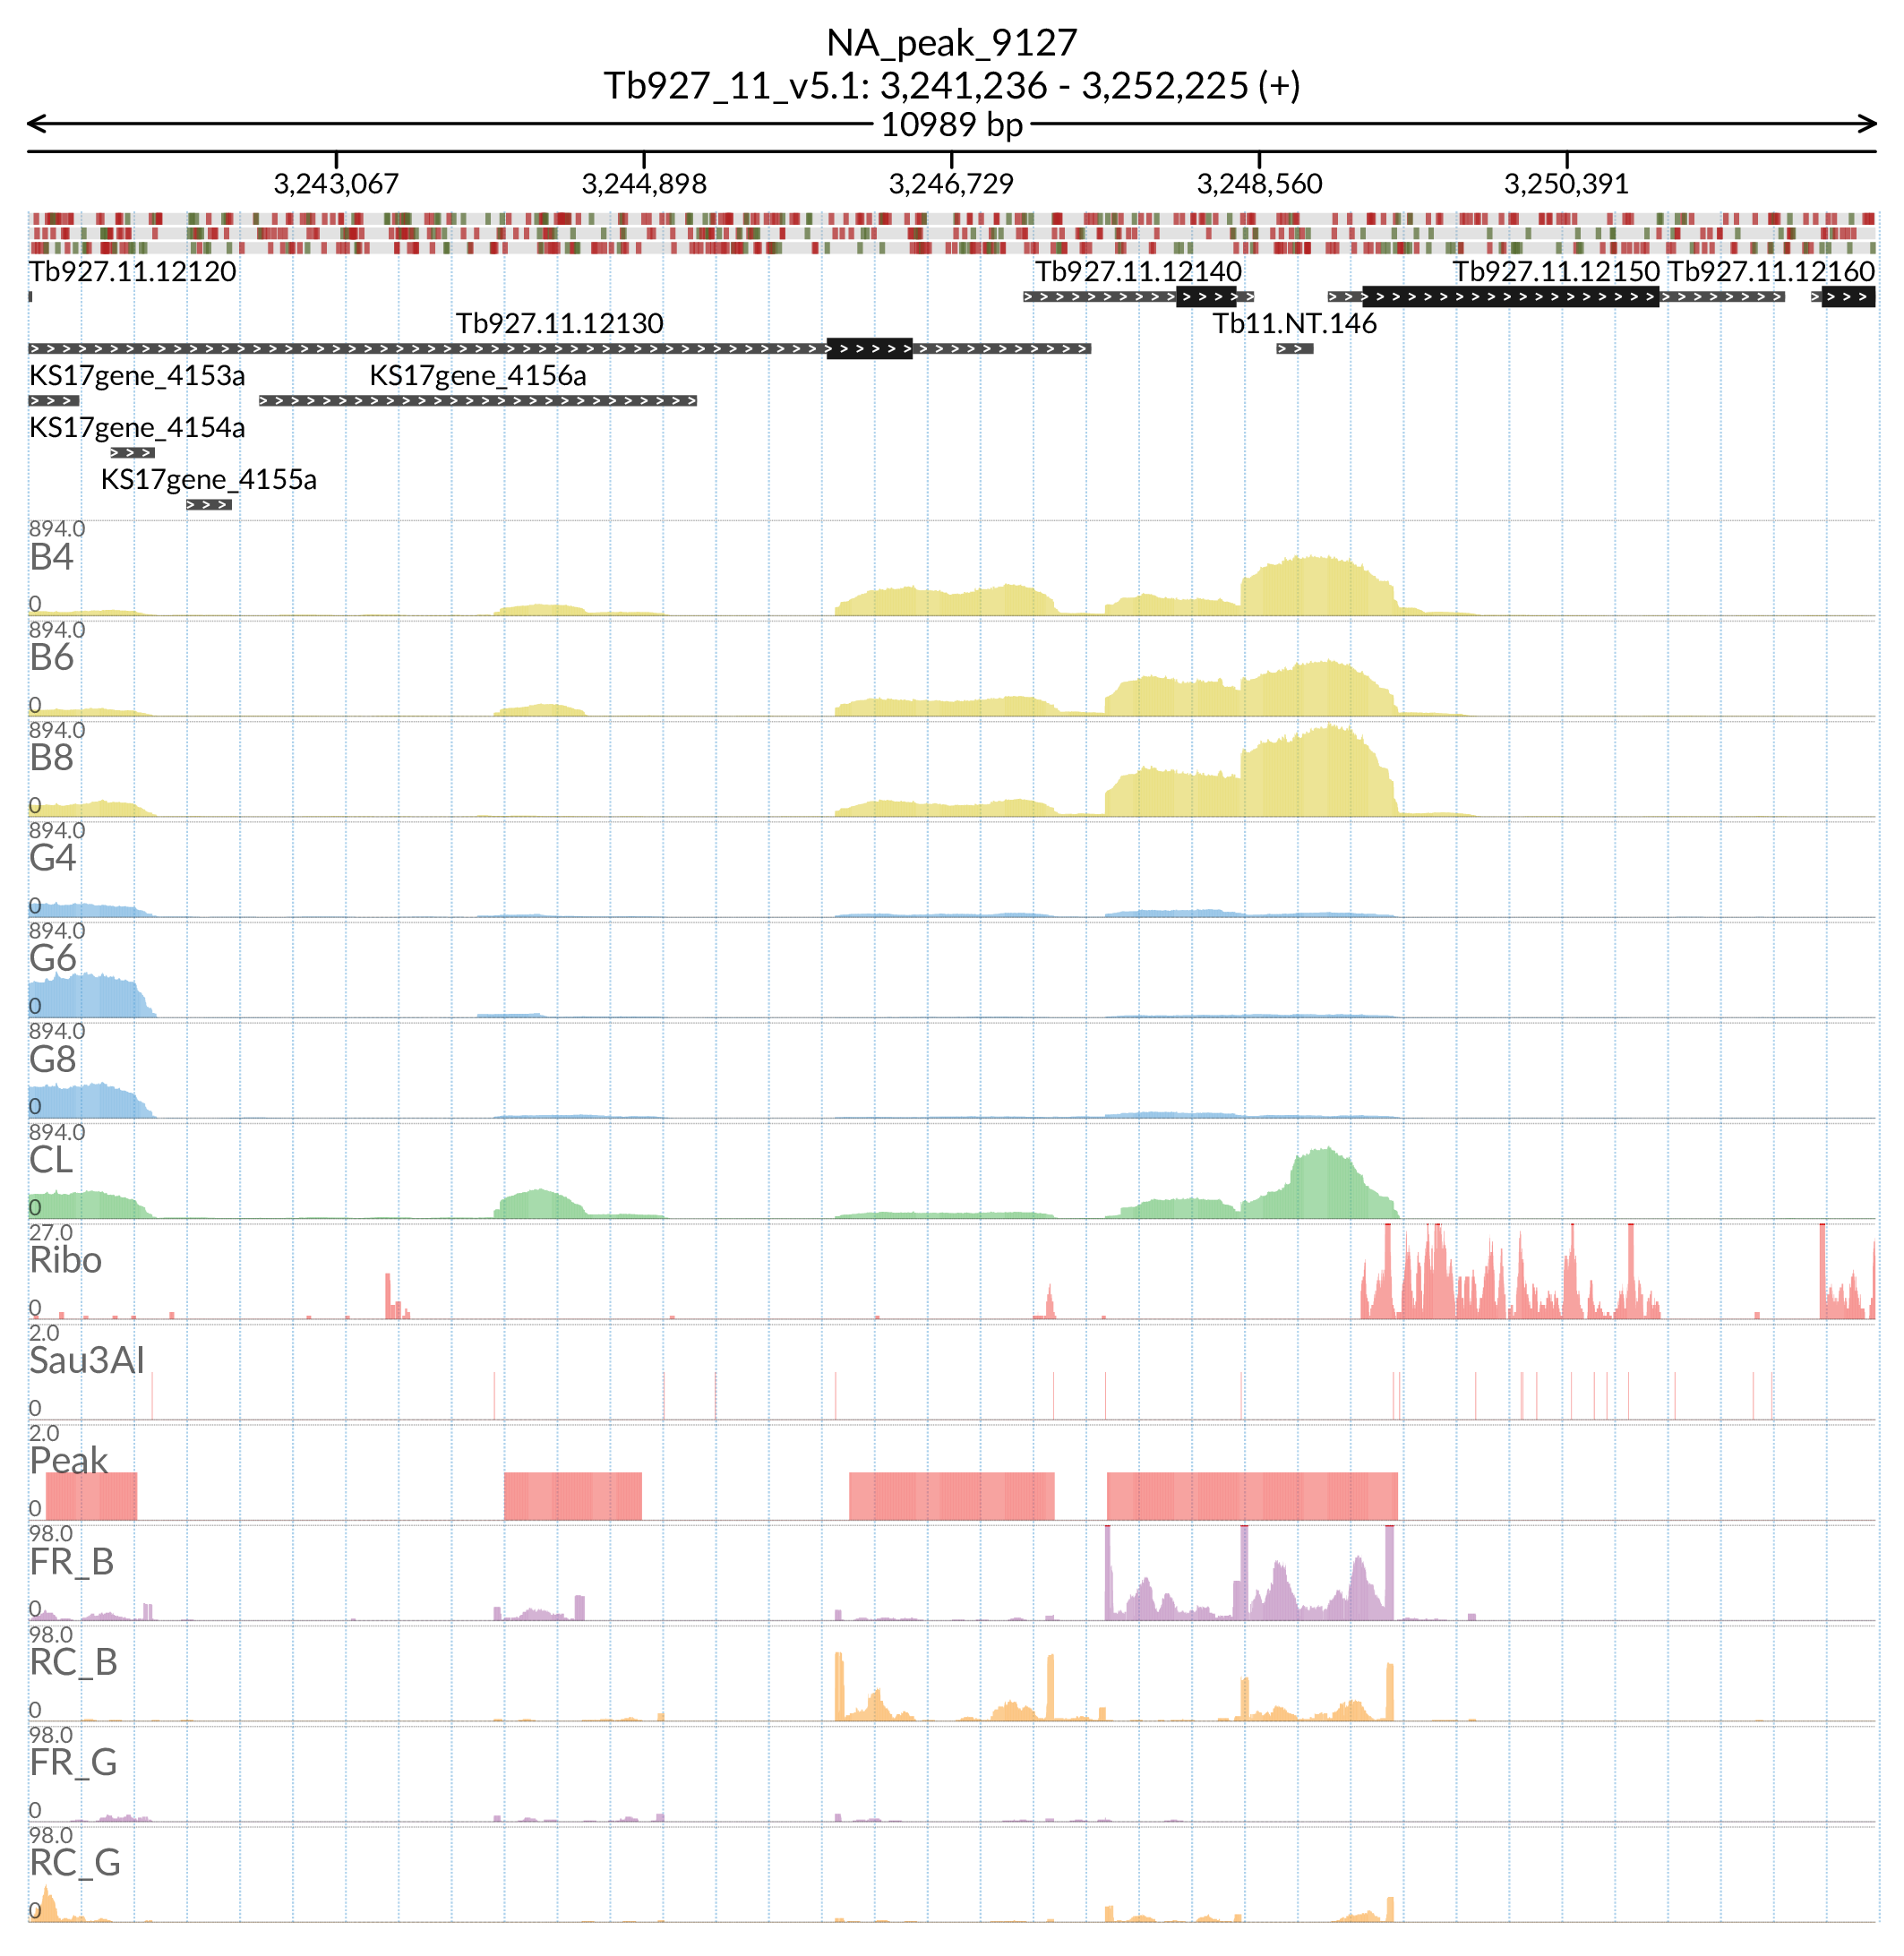 NA_peak_9127
Tb927_11_v5.1: 3,241,236 - 3,252,225 (+)
10989 bp
3,243,067 3,244,898 3,246,729 3,248,560 3,250,391
Tb927.11.12120 Tb927.11.12140 Tb927.11.12150 Tb927.11.12160
Tb927.11.12130 Tb11.NT.146
KS17gene_4153a KS17gene_4156a
KS17gene_4154a
KS17gene_4155a
894.0
B4
0
894.0
B6
0
894.0
B8
0
894.0
G4
0
894.0
G6
0
894.0
G8
0
894.0
CL
0
27.0
Ribo
0
2.0
Sau3AI
0
2.0
Peak
0
98.0
FR_B
0
98.0
RC_B
0
98.0
FR_G
0
98.0
RC_G
0